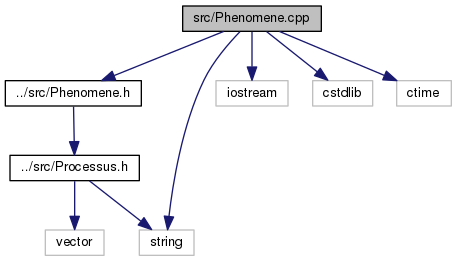 src/Phenomene.cpp
../src/Phenomene.h
iostream
cstdlib
ctime
../src/Processus.h
vector
string